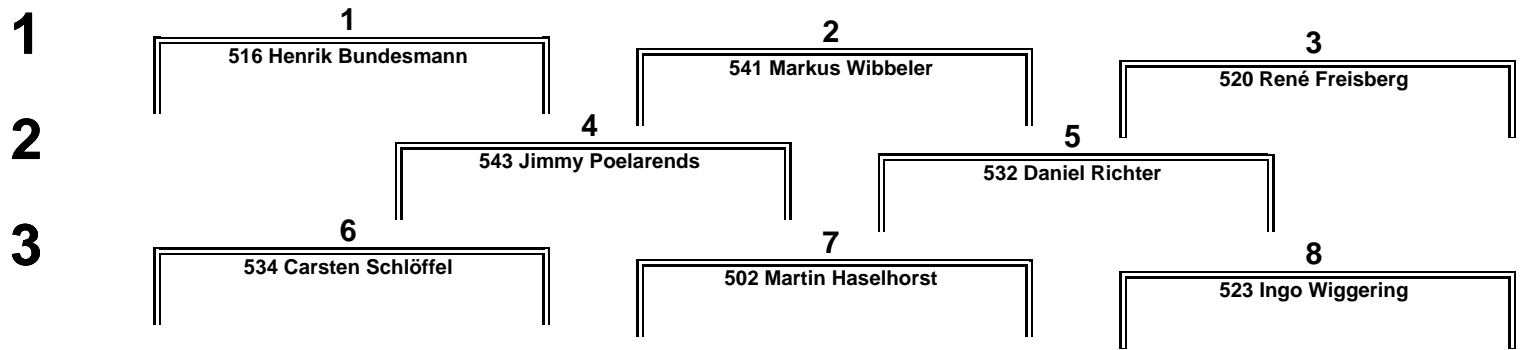 1
1
516 Henrik Bundesmann
2
541 Markus Wibbeler
3
520 René Freisberg
2
4
543 Jimmy Poelarends
5
532 Daniel Richter
3
6
534 Carsten Schlöffel
7
502 Martin Haselhorst
8
523 Ingo Wiggering